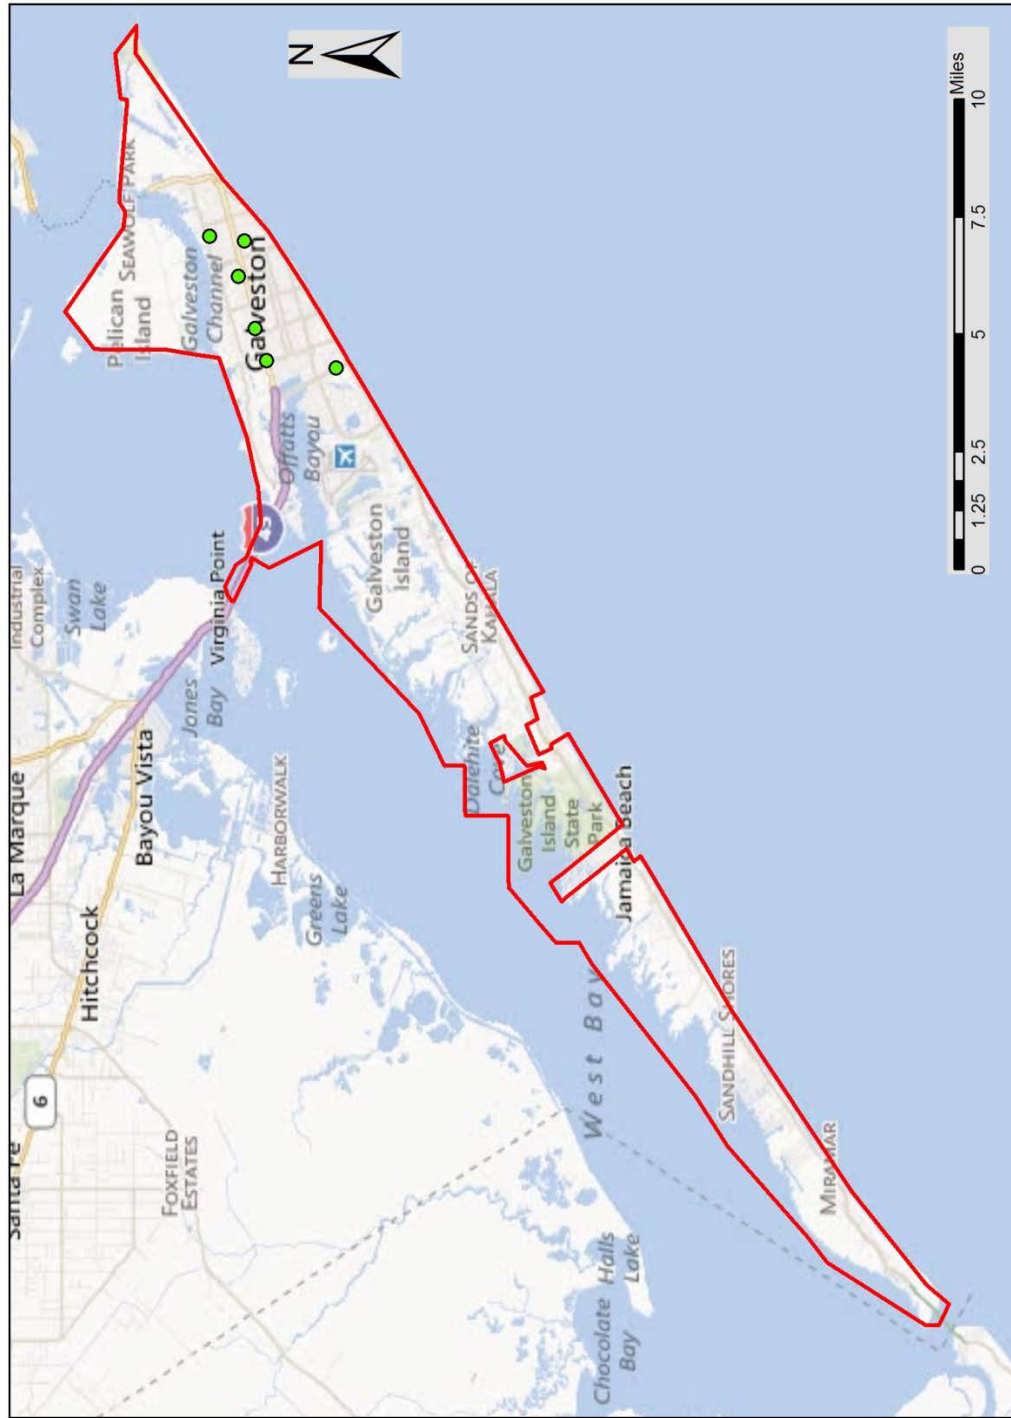 Santa Fe
6
Hitchcock
La Marque
Bayou Vista
Industrial
Complex
Swan
Lake
Jones
Bay
Virginia Point
45
Pelican
Island
SEAWOLF PARK
Galveston
Channel
Galveston
N
FOXFIELD
ESTATES
HARBORWALK
Greens
Lake
Offatts
Bayou
Galveston
Island
Dalehite
Cove
SANDS OF
KAHALA
Galveston
Island
State
Park
Jamaica Beach
West Bay
Chocolate
Bay
Halls
Lake
SANDHILL SHORES
MIRAMAR
0 1.25 2.5 5 7.5 10
Miles